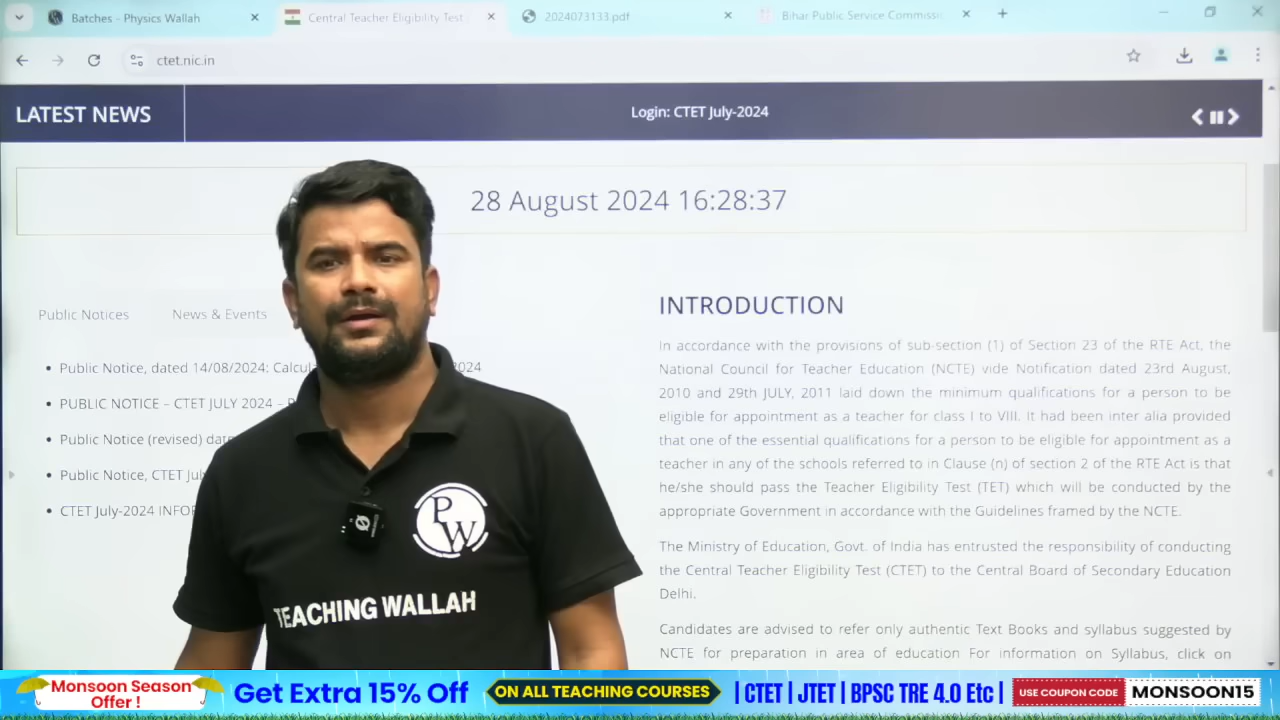 Batches - Physics Wallah
Central Teacher Eligibility Test
2024073133.pdf
Bihar Public Service Commissi
ctet.nic.in
LATEST NEWS
Login: CTET July-2024
28 August 2024 16:28:37
Public Notices
News & Events
Public Notice, dated 14/08/2024: Calcu
2024
PUBLIC NOTICE – CTET JULY 2024 –
Public Notice (revised)
Public Notice, CTET
CTET July-2024
INTRODUCTION
In accordance with the provisions of sub-section (1) of Section 23 of the RTE Act, the
National Council for Teacher Education (NCTE) vide Notification dated 23rd August,
2010 and 29th JULY, 2011 laid down the minimum qualifications for a person to be
eligible for appointment as a teacher for class I to VIII. It had been inter alia provided
that one of the essential qualifications for a person to be eligible for appointment as a
teacher in any of the schools referred to in Clause (n) of section 2 of the RTE Act is that
he/she should pass the Teacher Eligibility Test (TET) which will be conducted by the
appropriate Government in accordance with the Guidelines framed by the NCTE.
The Ministry of Education, Govt. of India has entrusted the responsibility of conducting
the Central Teacher Eligibility Test (CTET) to the Central Board of Secondary Education
Delhi.
Candidates are advised to refer only authentic Text Books and syllabus suggested by
NCTE for preparation in area of education For information on Syllabus, click on
PW
TEACHING WALLAH
Monsoon Season
Offer !
Get Extra 15% Off
ON ALL TEACHING COURSES
| CTET | JTET | BPSC TRE 4.0 Etc |
USE COUPON CODE
MONSOON15